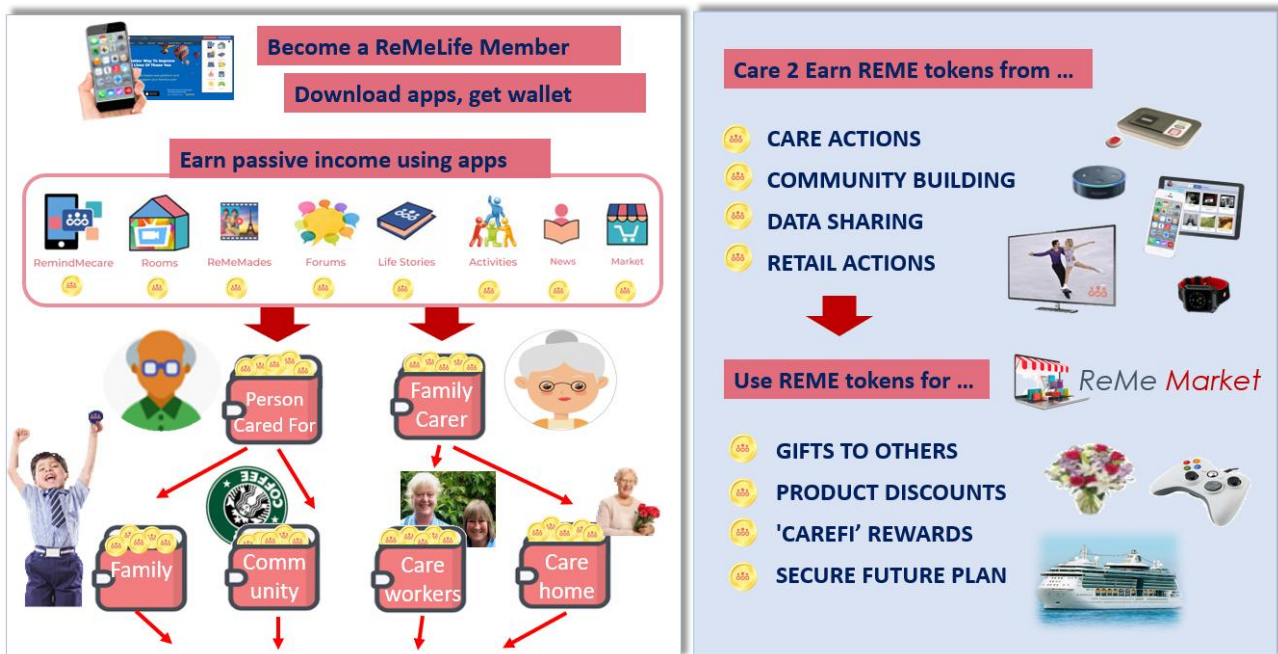 Become a ReMeLife Member
Download apps, get wallet
Earn passive income using apps
RemindMecare
Rooms
ReMeMades
Forums
Life Stories
Activities
News
Market
Person
Cared For
Family
Carer
COFFEE
Family
Comm
unity
Care
workers
Care
home
Care 2 Earn REME tokens from ...
CARE ACTIONS
COMMUNITY BUILDING
DATA SHARING
RETAIL ACTIONS
Use REME tokens for ...
ReMe Market
GIFTS TO OTHERS
PRODUCT DISCOUNTS
'CAREFI’ REWARDS
SECURE FUTURE PLAN